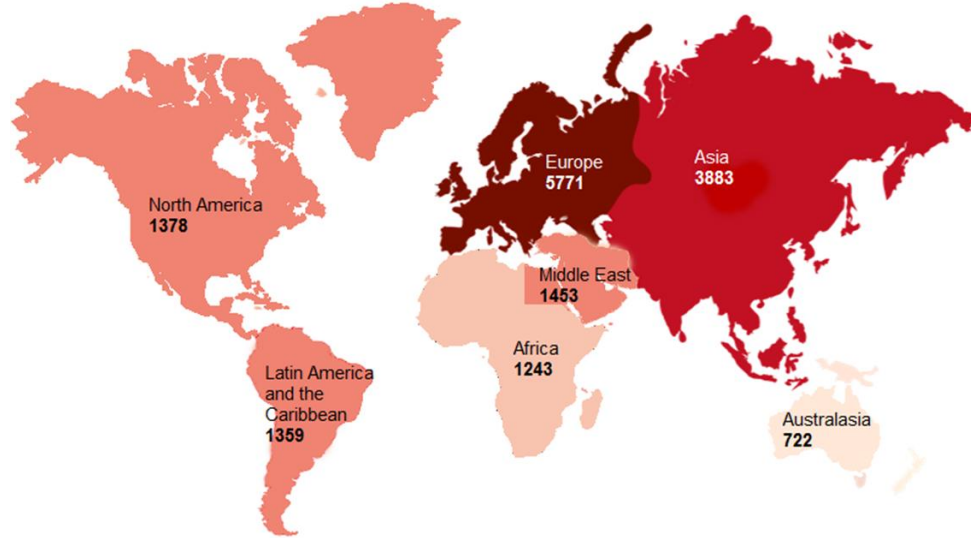 Europe
5771
Asia
3883
North America
1378
Middle East
1453
Africa
1243
Latin America
and the
Caribbean
1359
Australasia
722